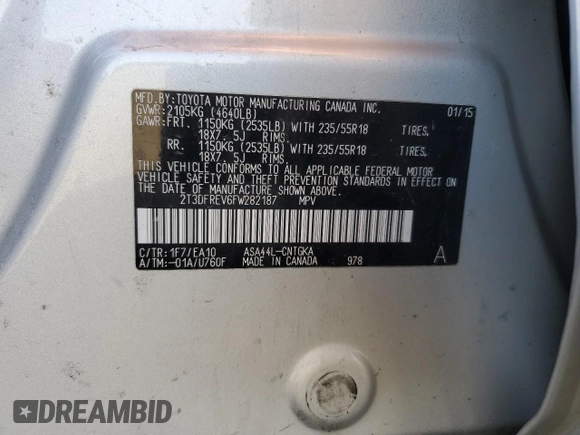 MFD.BY:TOYOTA MOTOR MANUFACTURING CANADA INC. 01/15
GVWR:2105KG (4640LB)
GAWR:FRT. 1150KG (2535LB) WITH 235/55R18 TIRES,
18X7.5J RIMS.
RR. 1150KG (2535LB) WITH 235/55R18 TIRES,
18X7.5J RIMS.
THIS VEHICLE CONFORMS TO ALL APPLICABLE FEDERAL MOTOR
VEHICLE SAFETY AND THEFT PREVENTION STANDARDS IN EFFECT ON
THE DATE OF MANUFACTURE SHOWN ABOVE.
2T3DFREV6FW282187 MPV
C/TR:1F7/EA10 ASA44L-CNTGKA A
A/TM:-01A/U760F MADE IN CANADA 978
DREAMBID